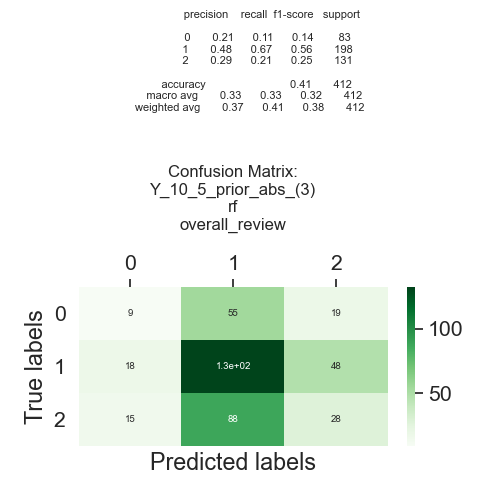 precision recall f1-score support
0 0.21 0.11 0.14 83
1 0.48 0.67 0.56 198
2 0.29 0.21 0.25 131
accuracy 0.41 412
macro avg 0.33 0.33 0.32 412
weighted avg 0.37 0.41 0.38 412
Confusion Matrix:
Y_10_5_prior_abs_(3)
rf
overall_review
0 1 2
0 9 55 19
1 18 1.3e+02 48
2 15 88 28
True labels
Predicted labels
100
50